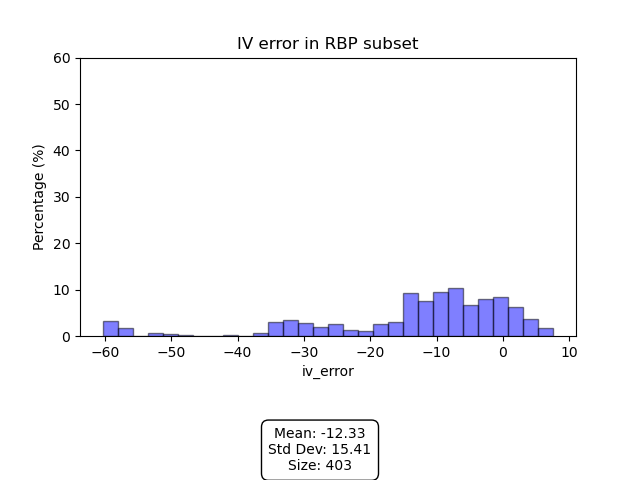 IV error in RBP subset
60
50
40
30
20
10
0
Percentage (%)
−60 −50 −40 −30 −20 −10 0 10
iv_error
Mean: -12.33
Std Dev: 15.41
Size: 403